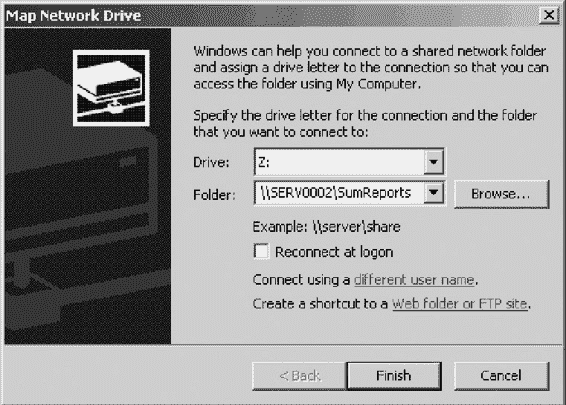 Map Network Drive
Windows can help you connect to a shared network folder
and assign a drive letter to the connection so that you can
access the folder using My Computer.
Specify the drive letter for the connection and the folder
that you want to connect to:
Drive: Z:
Folder: \\SERV0002\SumReports Browse...
Example: \\server\share
Reconnect at logon
Connect using a different user name.
Create a shortcut to a Web folder or FTP site.
< Back Finish Cancel